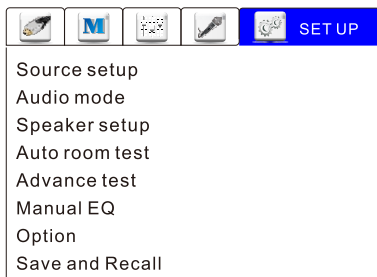 M
SET UP
Source setup
Audio mode
Speaker setup
Auto room test
Advance test
Manual EQ
Option
Save and Recall